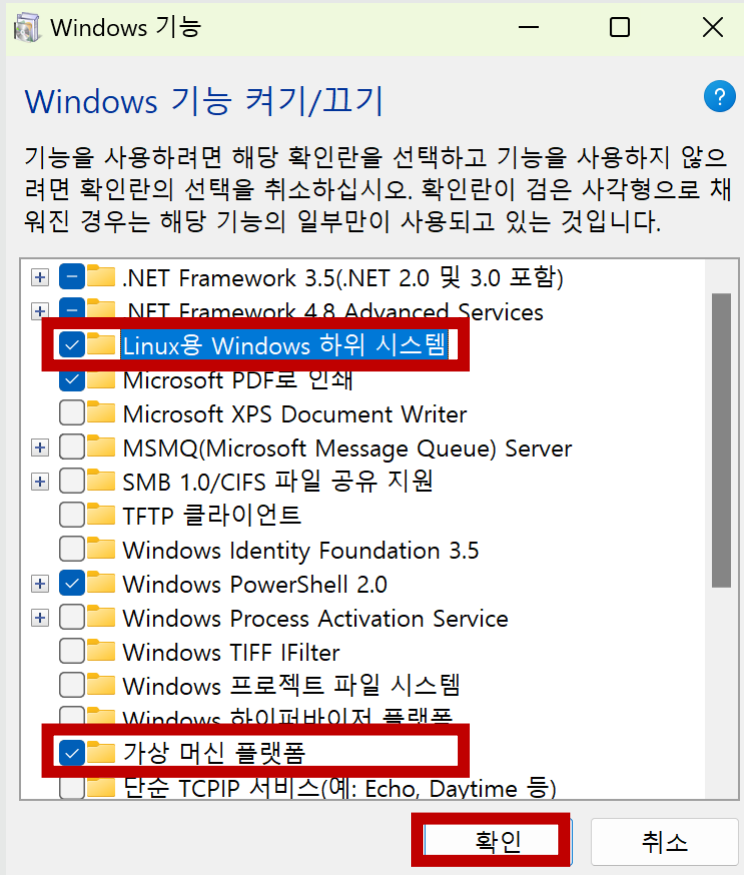 Windows 기능
Windows 기능 켜기/끄기
기능을 사용하려면 해당 확인란을 선택하고 기능을 사용하지 않으
려면 확인란의 선택을 취소하십시오. 확인란이 검은 사각형으로 채
워진 경우는 해당 기능의 일부만이 사용되고 있는 것입니다.
.NET Framework 3.5(.NET 2.0 및 3.0 포함)
.NET Framework 4.8 Advanced Services
Linux용 Windows 하위 시스템
Microsoft PDF로 인쇄
Microsoft XPS Document Writer
MSMQ(Microsoft Message Queue) Server
SMB 1.0/CIFS 파일 공유 지원
TFTP 클라이언트
Windows Identity Foundation 3.5
Windows PowerShell 2.0
Windows Process Activation Service
Windows TIFF IFilter
Windows 프로젝트 파일 시스템
Windows 하이퍼바이저 플랫폼
가상 머신 플랫폼
단순 TCPIP 서비스(예: Echo, Daytime 등)
확인
취소